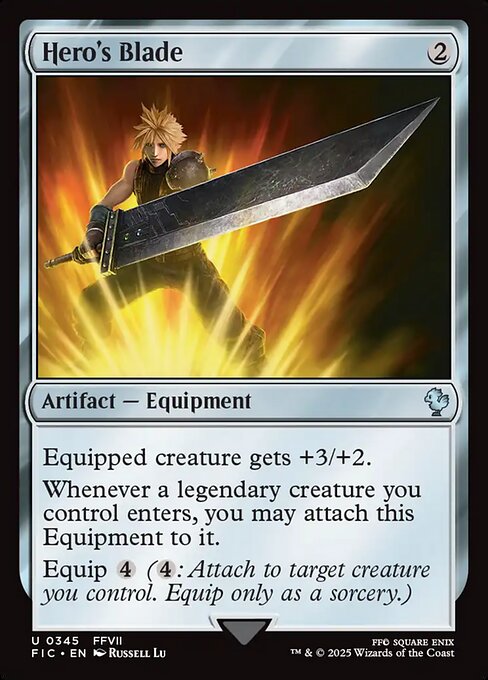 Hero's Blade 2
Artifact — Equipment
Equipped creature gets +3/+2.
Whenever a legendary creature you
control enters, you may attach this
Equipment to it.
Equip 4 (4: Attach to target creature
you control. Equip only as a sorcery.)
U 0345 FFVII
FIC • EN Russell Lu
FF© SQUARE ENIX
™ & © 2025 Wizards of the Coast